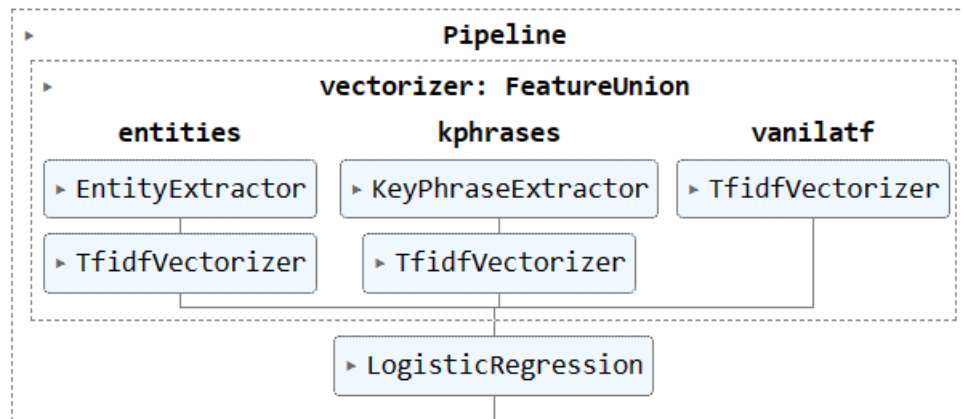 Pipeline
vectorizer: FeatureUnion
entities kphrases vanilatf
EntityExtractor KeyPhraseExtractor TfidfVectorizer
TfidfVectorizer TfidfVectorizer
LogisticRegression